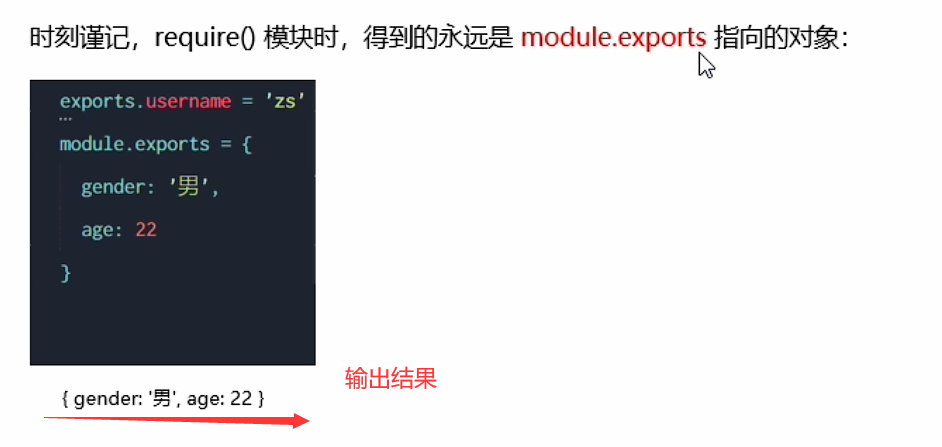 时刻谨记，require() 模块时，得到的永远是 module.exports 指向的对象：
exports.username = 'zs'
module.exports = {
gender: '男',
age: 22
}
输出结果
{ gender: '男', age: 22 }